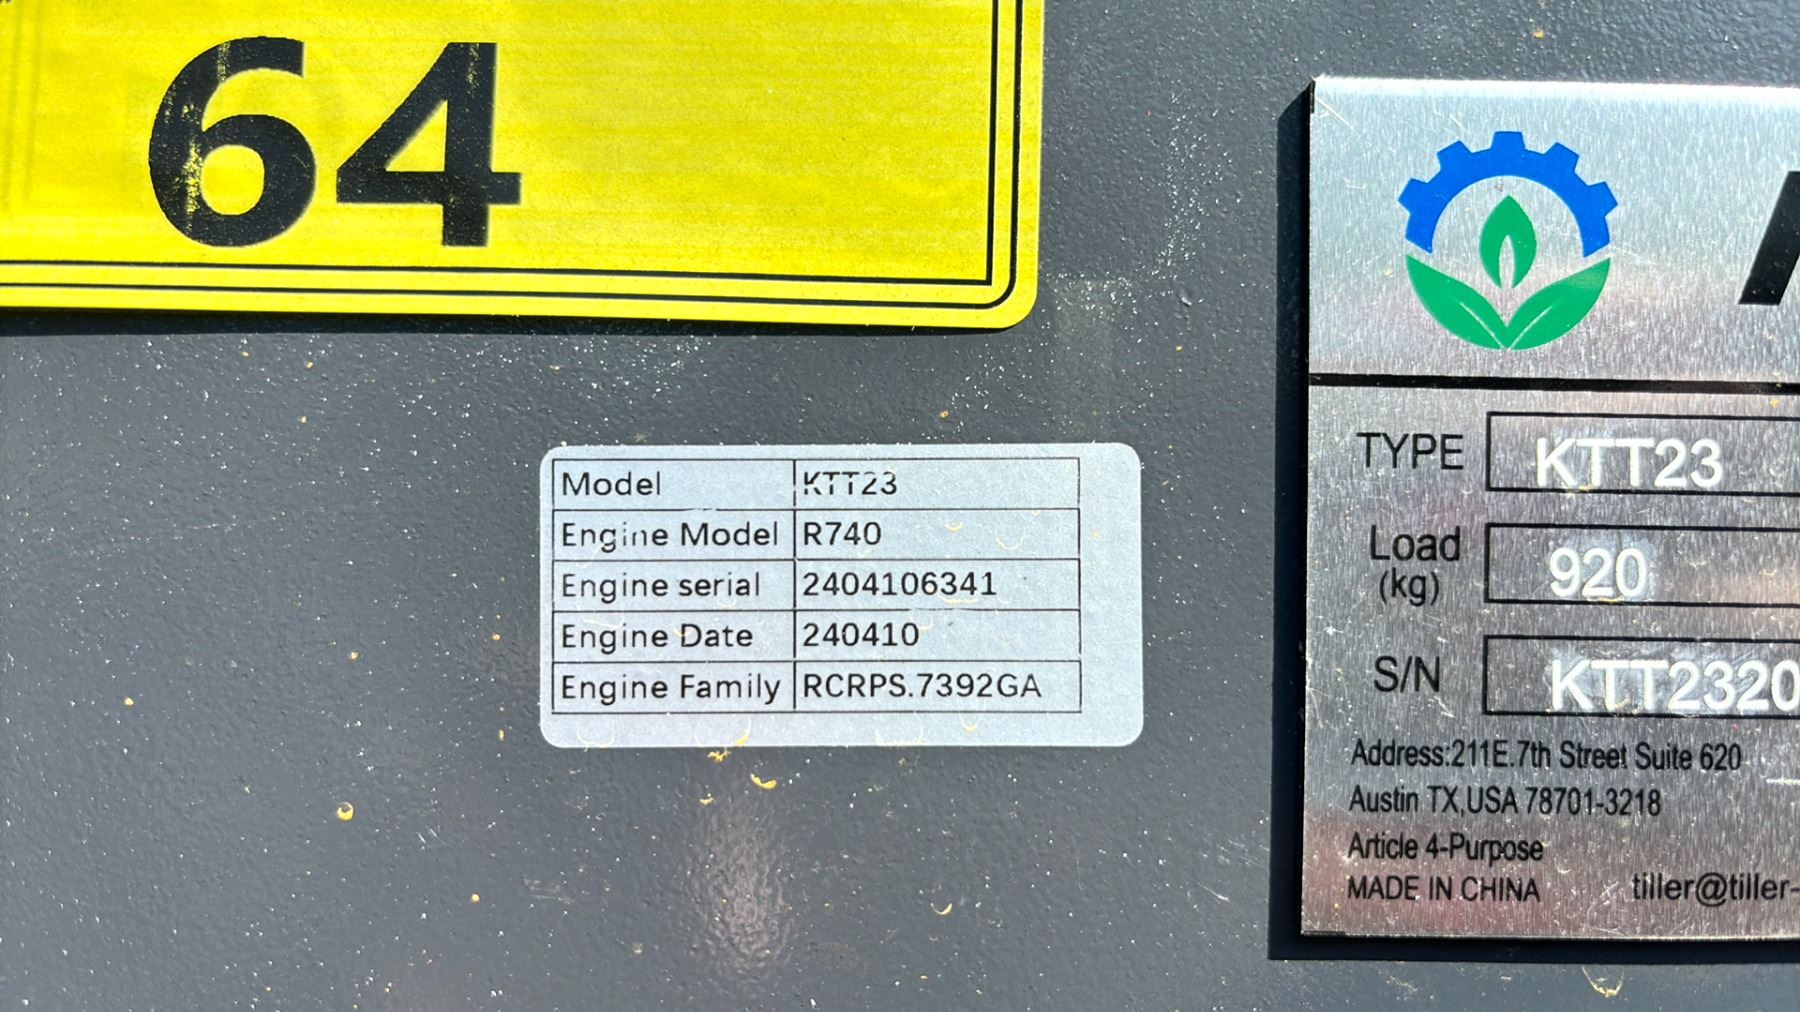 64
Model KTT23
Engine Model R740
Engine serial 2404106341
Engine Date 240410
Engine Family RCRPS.7392GA
TYPE KTT23
Load (kg) 920
S/N KTT2320
Address:211E.7th Street Suite 620
Austin TX,USA 78701-3218
Article 4-Purpose
MADE IN CHINA tiller@tiller-